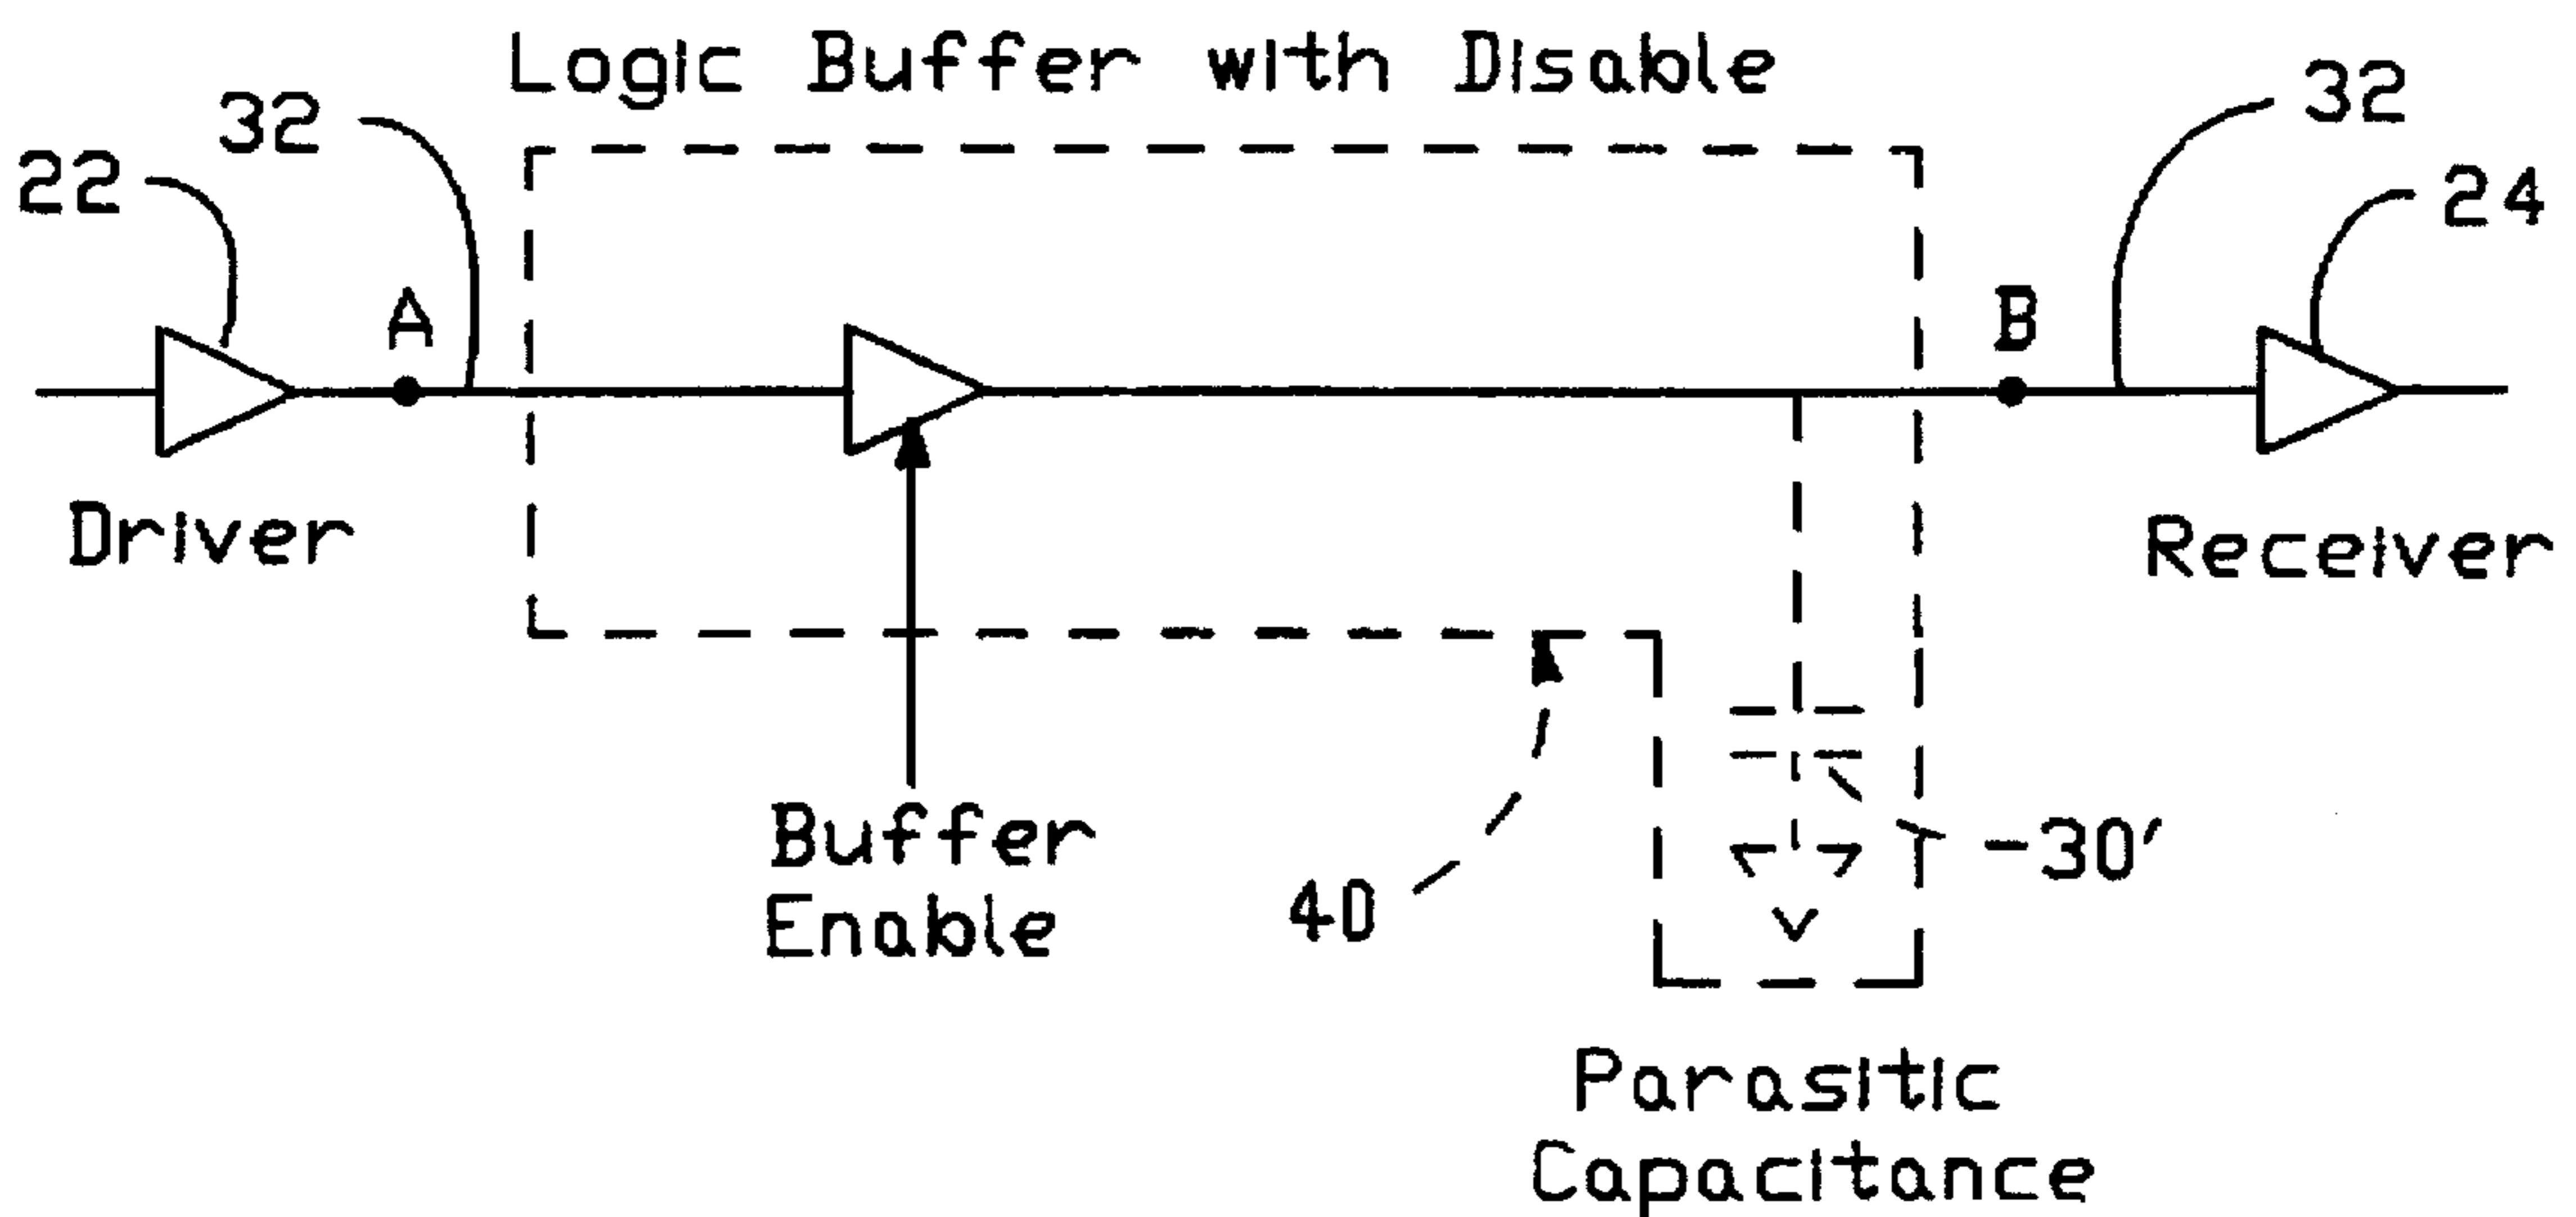 Logic Buffer with Disable
32
32
22
24
A
B
Driver
Receiver
Buffer
Enable
40
-30′
Parasitic
Capacitance